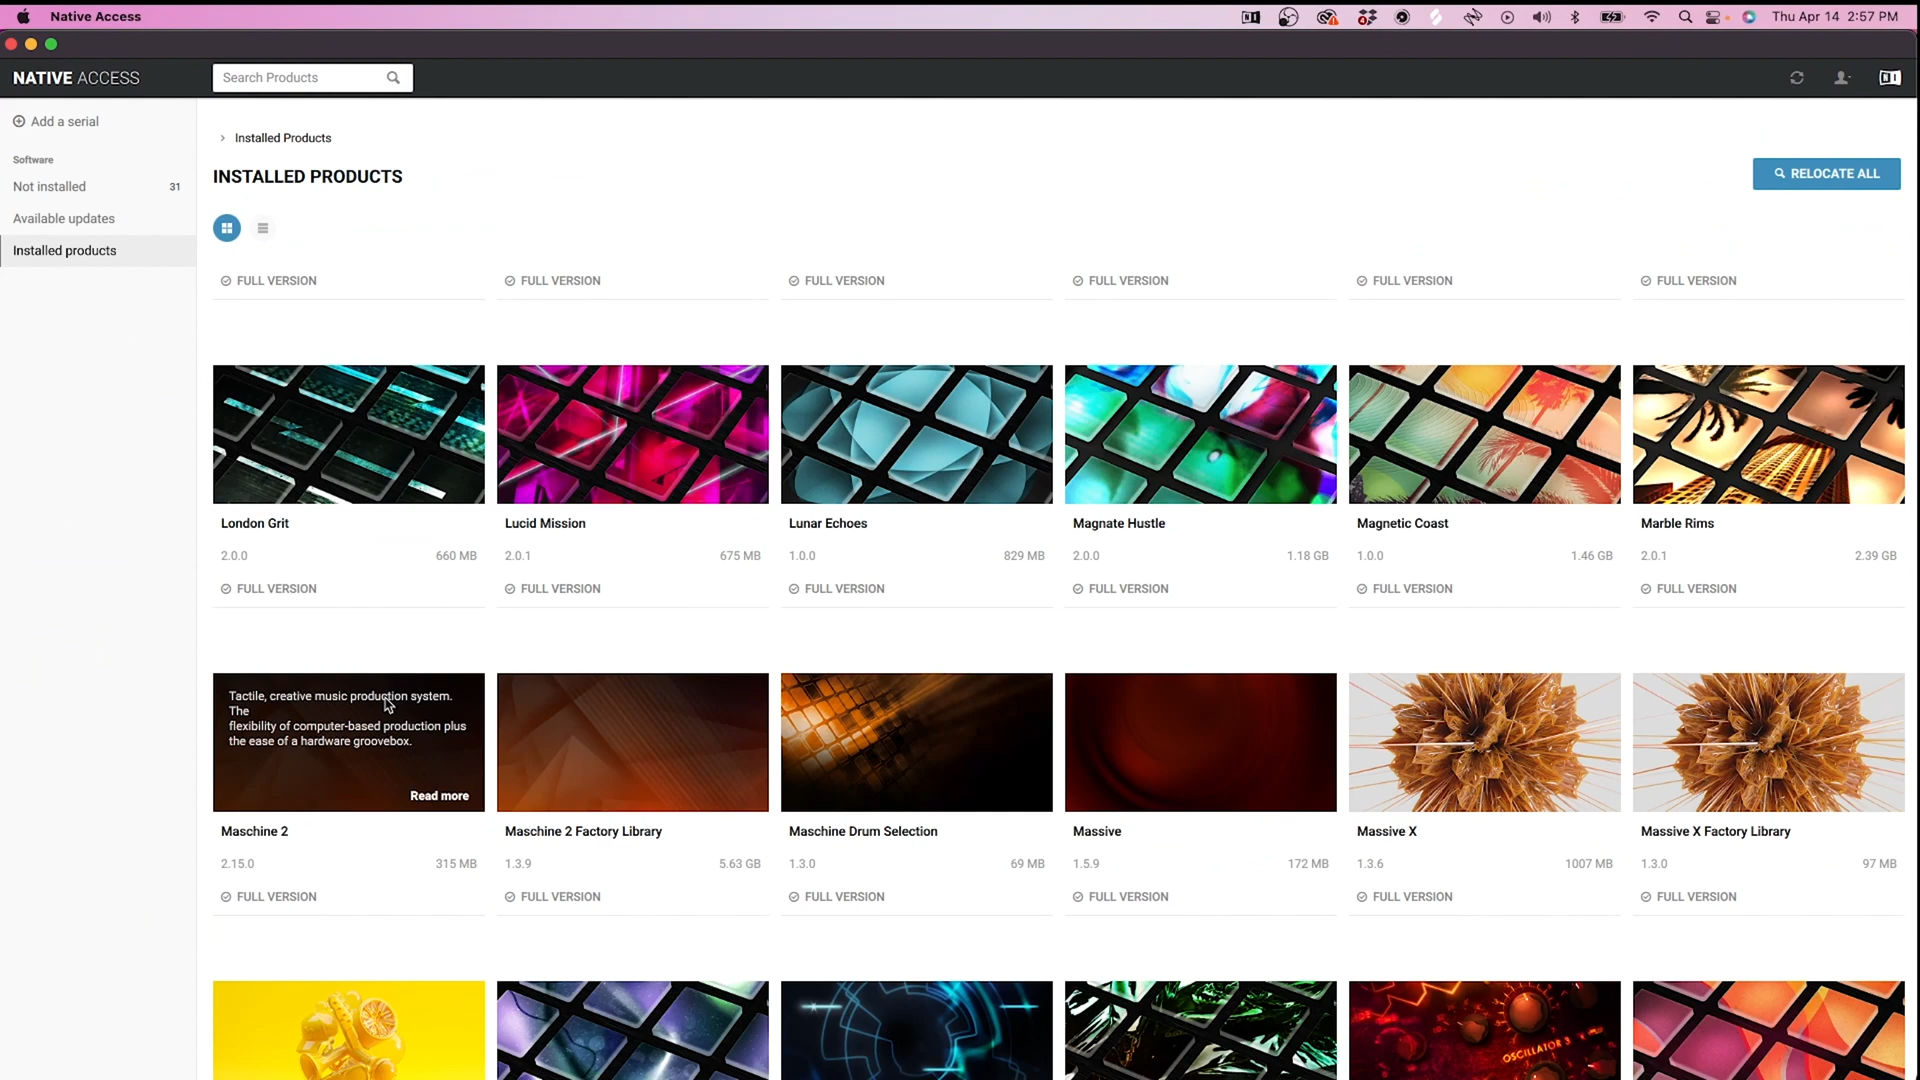 Native Access
Thu Apr 14 2:57 PM
NATIVE ACCESS
Search Products
NI
Add a serial
Software
Not installed 31
Available updates
Installed products
Installed Products
INSTALLED PRODUCTS
RELOCATE ALL
FULL VERSION FULL VERSION FULL VERSION FULL VERSION FULL VERSION FULL VERSION
London Grit Lucid Mission Lunar Echoes Magnate Hustle Magnetic Coast Marble Rims
2.0.0 660 MB 2.0.1 675 MB 1.0.0 829 MB 2.0.0 1.18 GB 1.0.0 1.46 GB 2.0.1 2.39 GB
FULL VERSION FULL VERSION FULL VERSION FULL VERSION FULL VERSION FULL VERSION
Tactile, creative music production system.
The
flexibility of computer-based production plus
the ease of a hardware groovebox.
Read more
Maschine 2 Maschine 2 Factory Library Maschine Drum Selection Massive Massive X Massive X Factory Library
2.15.0 315 MB 1.3.9 5.63 GB 1.3.0 69 MB 1.5.9 172 MB 1.3.6 1007 MB 1.3.0 97 MB
FULL VERSION FULL VERSION FULL VERSION FULL VERSION FULL VERSION FULL VERSION
OSCILLATOR 3